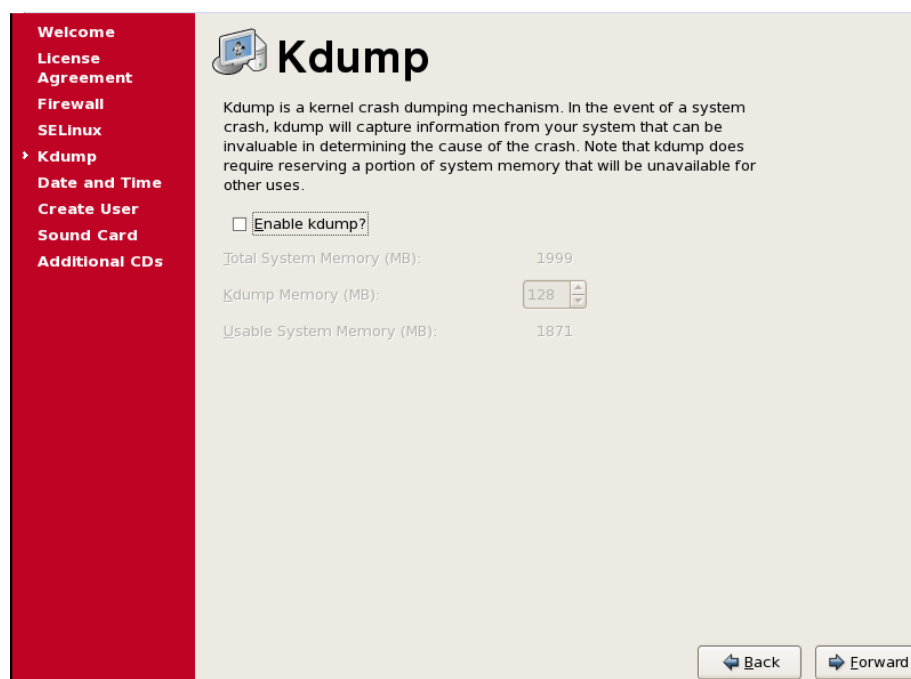 Welcome
License
Agreement
Firewall
SELinux
Kdump
Date and Time
Create User
Sound Card
Additional CDs
Kdump
Kdump is a kernel crash dumping mechanism. In the event of a system
crash, kdump will capture information from your system that can be
invaluable in determining the cause of the crash. Note that kdump does
require reserving a portion of system memory that will be unavailable for
other uses.
Enable kdump?
Total System Memory (MB): 1999
Kdump Memory (MB): 128
Usable System Memory (MB): 1871
Back Forward